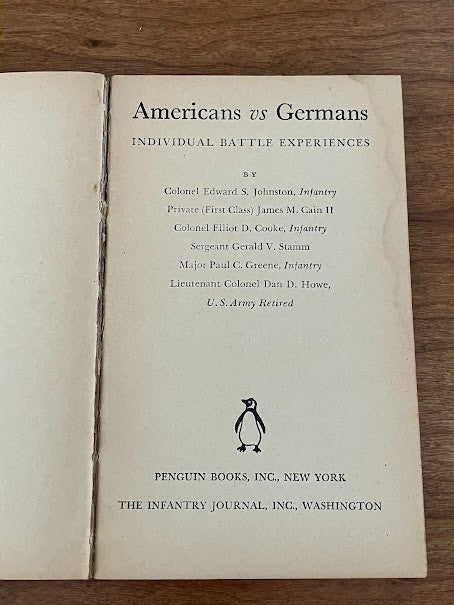 Americans vs Germans
INDIVIDUAL BATTLE EXPERIENCES
BY
Colonel Edward S. Johnston, Infantry
Private (First Class) James M. Cain II
Colonel Elliot D. Cooke, Infantry
Sergeant Gerald V. Stamm
Major Paul C. Greene, Infantry
Lieutenant Colonel Dan D. Howe,
U. S. Army Retired
PENGUIN BOOKS, INC., NEW YORK
THE INFANTRY JOURNAL, INC., WASHINGTON